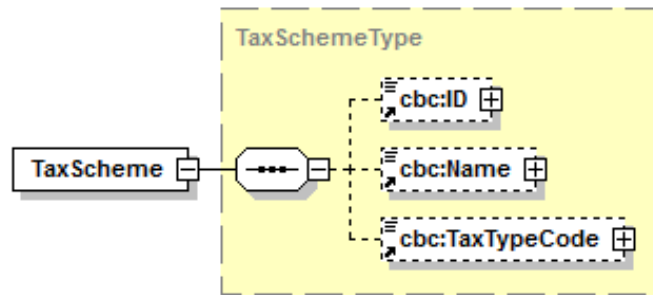 TaxSchemeType
cbc:ID
TaxScheme
cbc:Name
cbc:TaxTypeCode